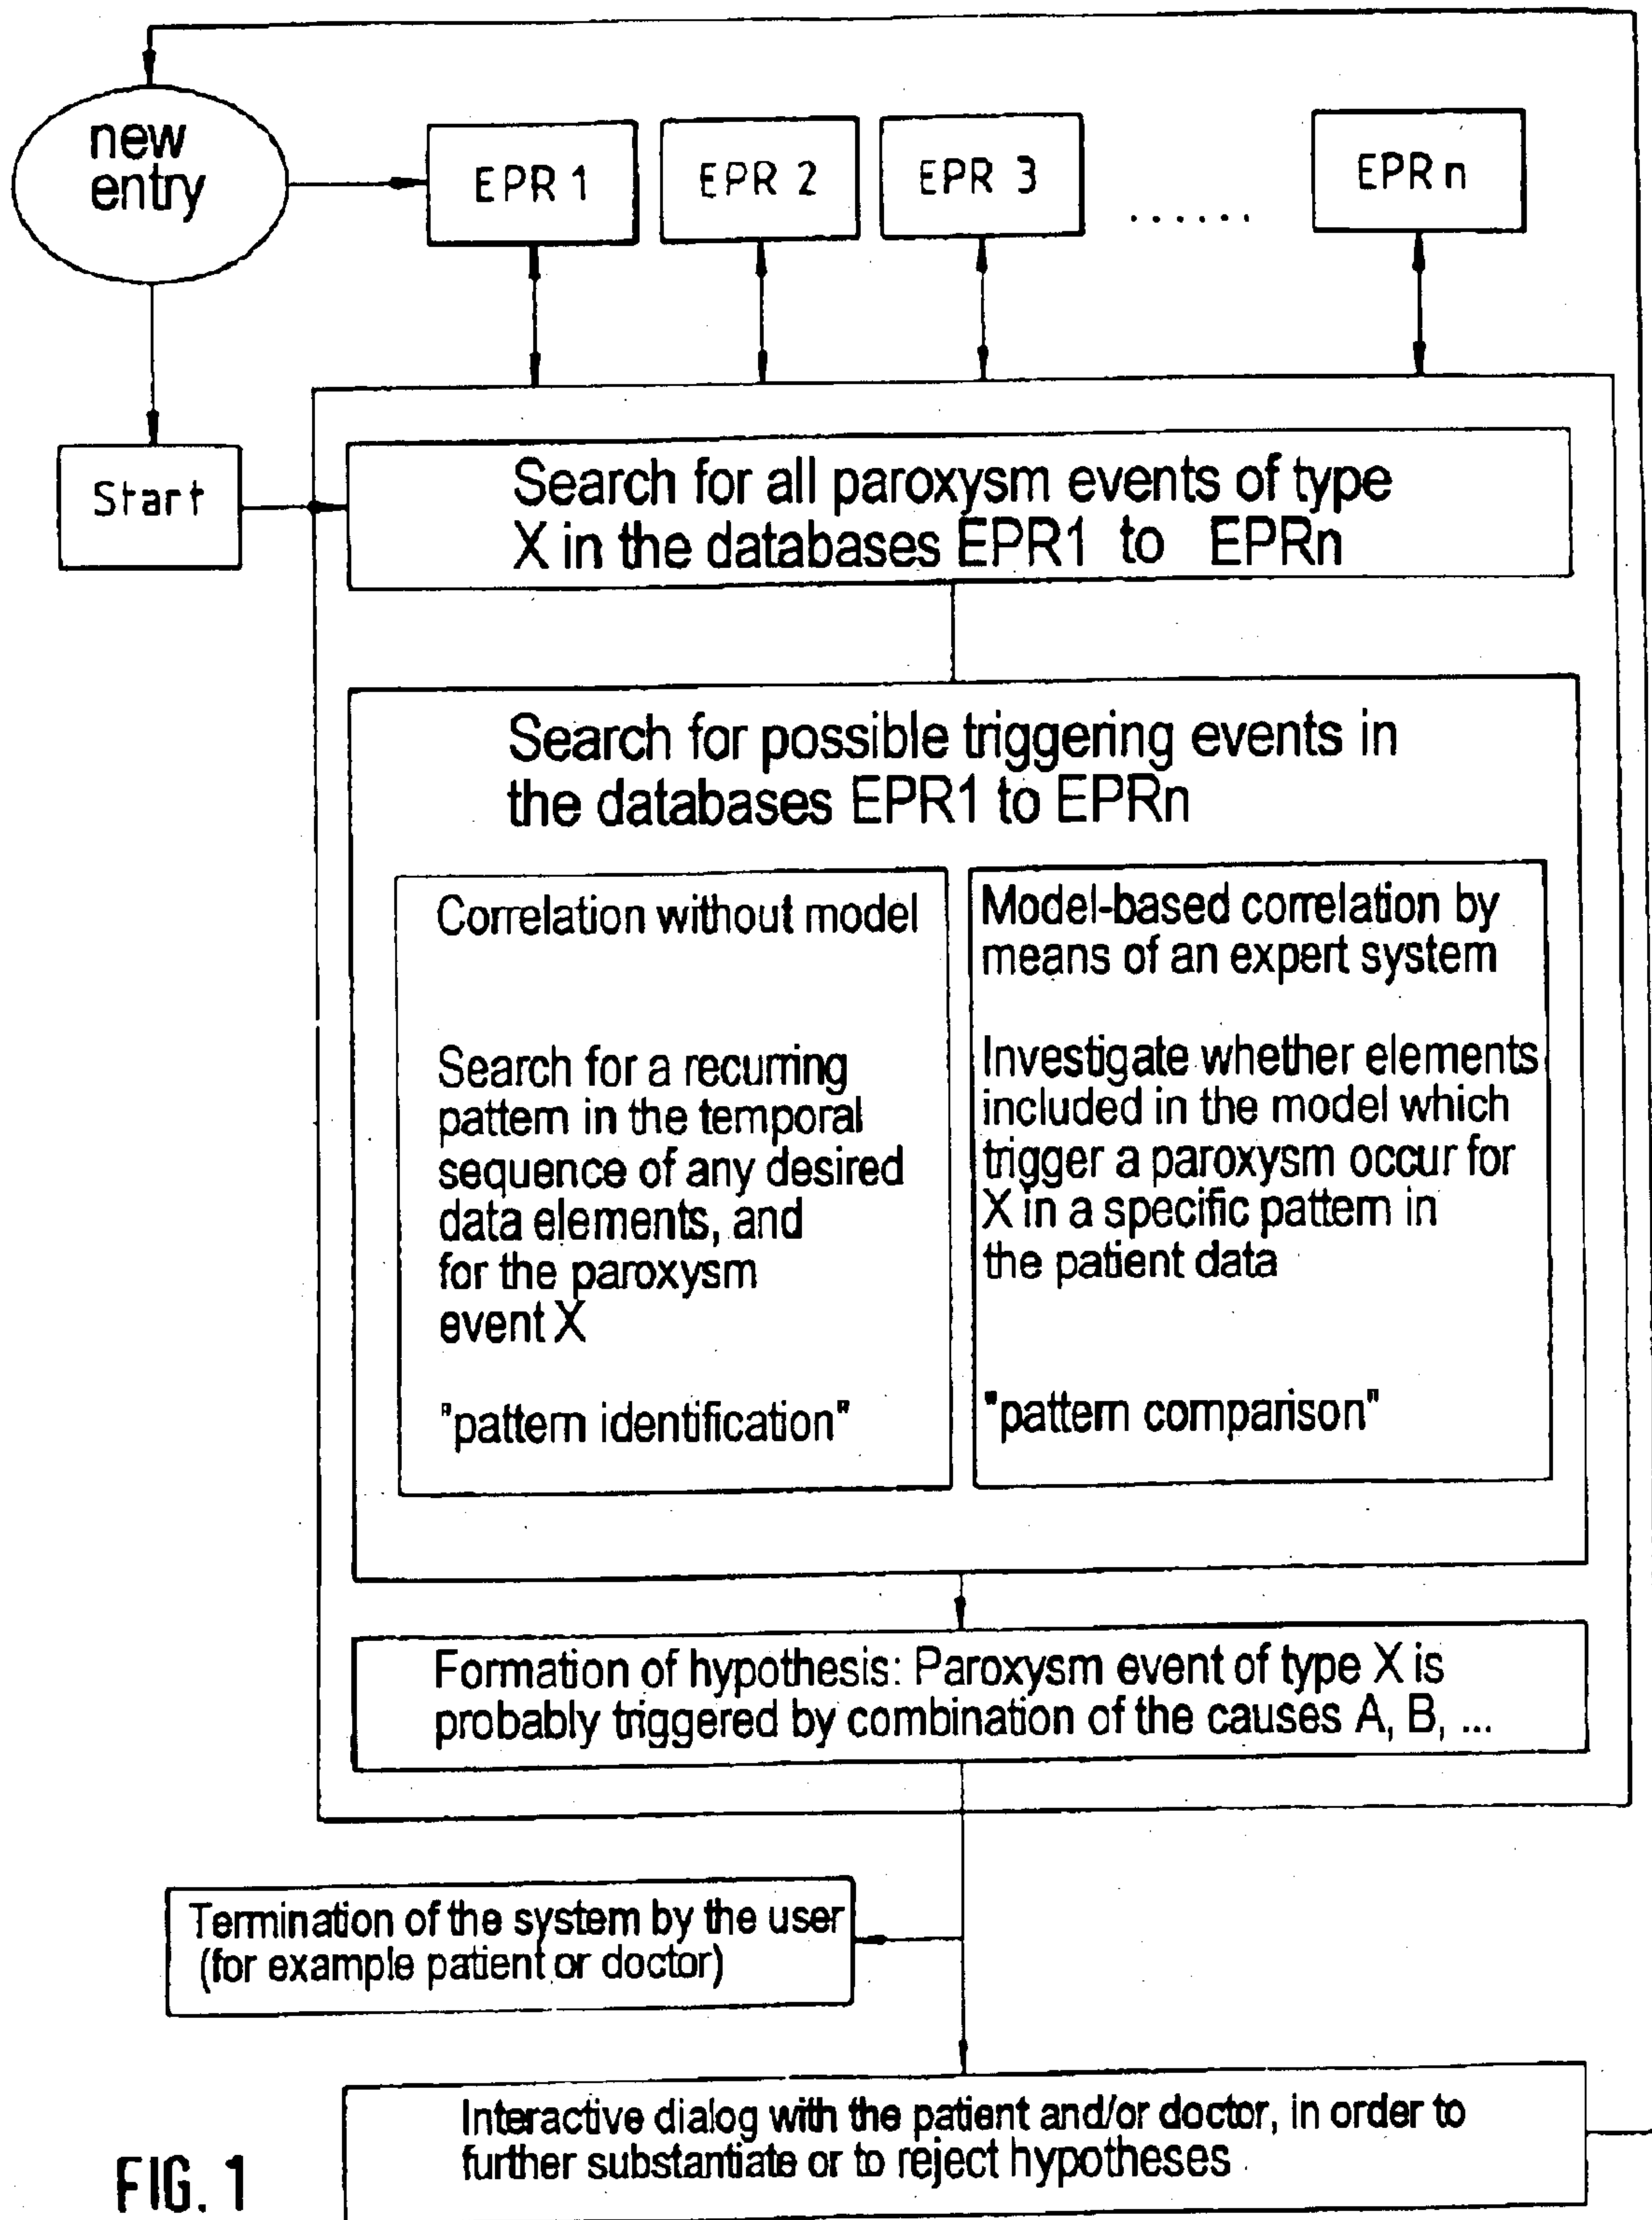 new
entry
EPR 1
EPR 2
EPR 3
......
EPR n
Start
Search for all paroxysm events of type
X in the databases EPR1 to EPRn
Search for possible triggering events in
the databases EPR1 to EPRn
Correlation without model
Search for a recurring
pattern in the temporal
sequence of any desired
data elements, and
for the paroxysm
event X
"pattern identification"
Model-based correlation by
means of an expert system
Investigate whether elements
included in the model which
trigger a paroxysm occur for
X in a specific pattern in
the patient data
"pattern comparison"
Formation of hypothesis: Paroxysm event of type X is
probably triggered by combination of the causes A, B, ...
Termination of the system by the user
(for example patient or doctor)
Interactive dialog with the patient and/or doctor, in order to
further substantiate or to reject hypotheses
FIG. 1